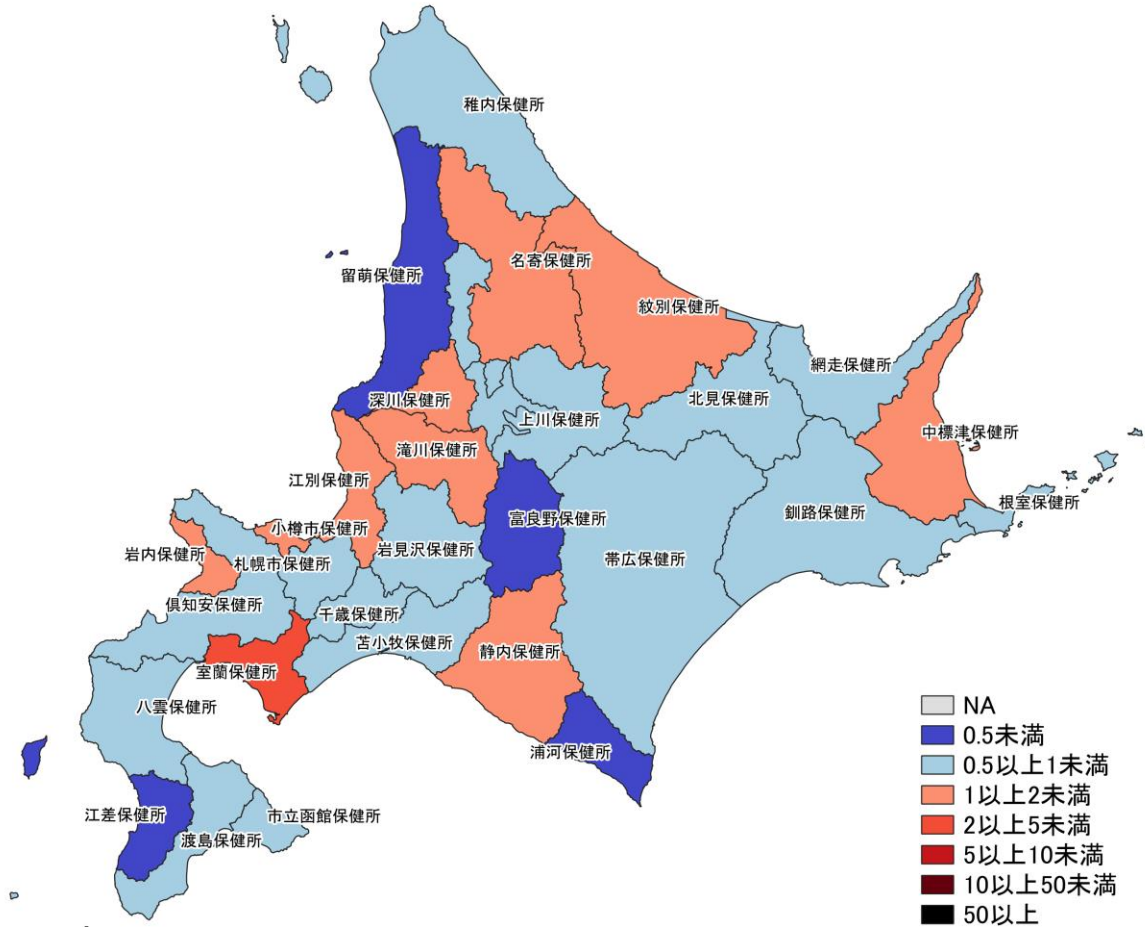 稚内保健所
名寄保健所
留萌保健所
紋別保健所
網走保健所
深川保健所
北見保健所
上川保健所
中標津保健所
滝川保健所
江別保健所
根室保健所
富良野保健所
釧路保健所
小樽市保健所
岩見沢保健所
岩内保健所
帯広保健所
札幌市保健所
倶知安保健所
千歳保健所
苫小牧保健所
静内保健所
室蘭保健所
八雲保健所
浦河保健所
江差保健所
市立函館保健所
渡島保健所
NA
0.5未満
0.5以上1未満
1以上2未満
2以上5未満
5以上10未満
10以上50未満
50以上